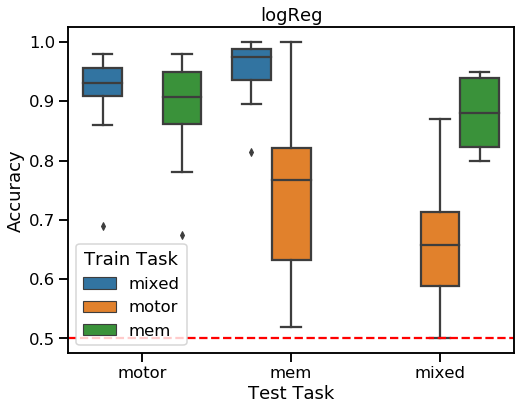 logReg
Accuracy
1.0
0.9
0.8
0.7
0.6
0.5
Train Task
mixed
motor
mem
motor mem mixed
Test Task